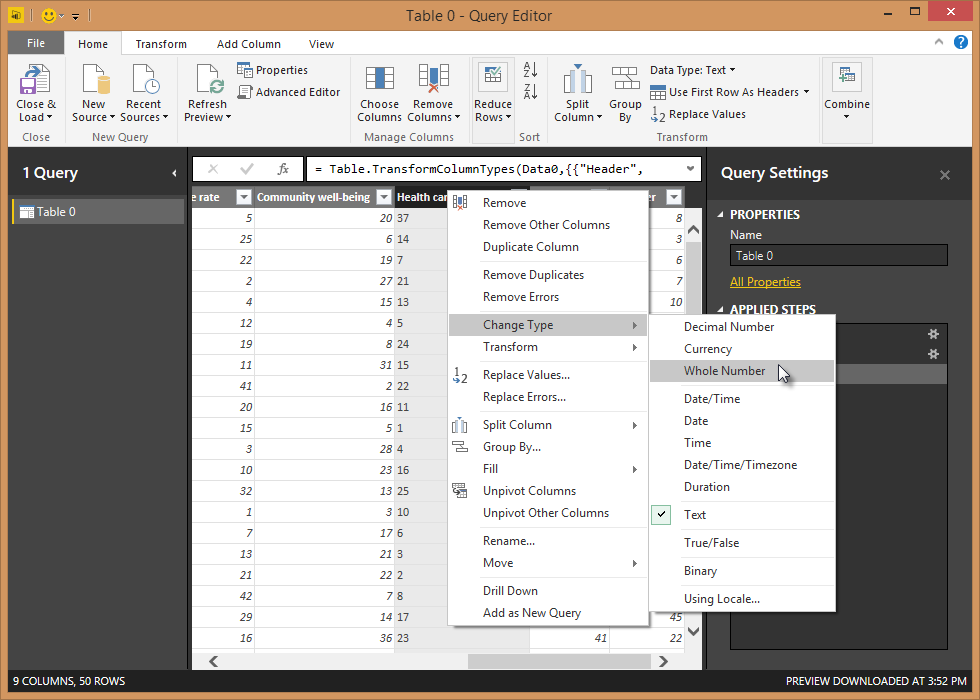 Table 0 - Query Editor
File Home Transform Add Column View
Close & Load
New Source
Recent Sources
Refresh Preview
Properties
Advanced Editor
Choose Columns
Remove Columns
Reduce Rows
A Z
Z A
Split Column
Group By
Data Type: Text
Use First Row As Headers
1 2 Replace Values
Combine
Close New Query Manage Columns Sort Transform
1 Query
Table 0
fx = Table.TransformColumnTypes(Data0,{{"Header",
e rate Community well-being Health car r
5 20 37 8
25 6 14 3
22 19 7 6
2 27 21 7
4 15 13 10
12 4 5
19 8 24
11 31 15
41 2 22
20 16 11
15 5 1
3 28 4
10 23 16
32 13 25
1 3 10
7 17 6
13 21 3
21 22 2
42 7 8
29 14 17 45
16 36 23 41 22
Remove
Remove Other Columns
Duplicate Column
Remove Duplicates
Remove Errors
Change Type
Transform
1 2 Replace Values...
Replace Errors...
Split Column
Group By...
Fill
Unpivot Columns
Unpivot Other Columns
Rename...
Move
Drill Down
Add as New Query
Decimal Number
Currency
Whole Number
Date/Time
Date
Time
Date/Time/Timezone
Duration
Text
True/False
Binary
Using Locale...
Query Settings
PROPERTIES
Name
Table 0
All Properties
APPLIED STEPS
9 COLUMNS, 50 ROWS
PREVIEW DOWNLOADED AT 3:52 PM